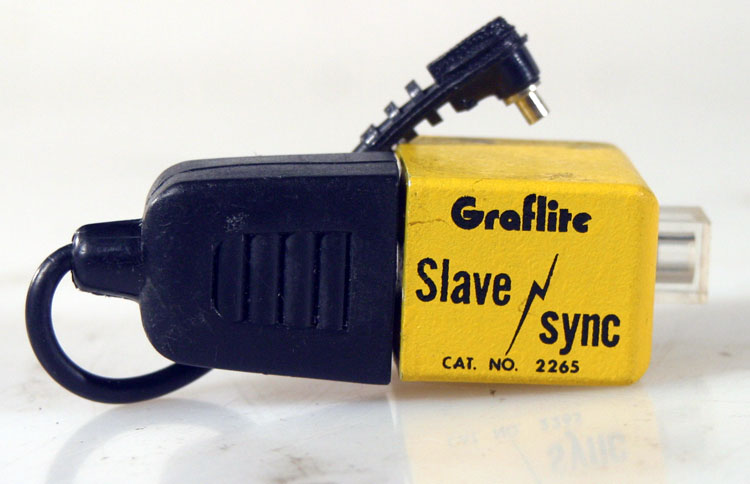 Graflite
Slave
sync
CAT. NO. 2265